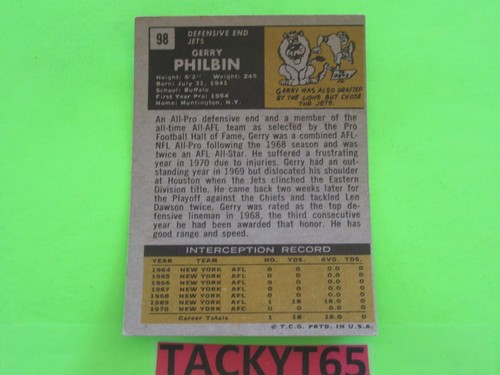 98
DEFENSIVE END
JETS
GERRY
PHILBIN
Height: 6'2" Weight: 245
Born: July 31, 1941
School: Buffalo
First Year Pro: 1964
Home: Huntington, N.Y.
GERRY WAS ALSO DRAFTED
BY THE LIONS BUT CHOSE
THE JETS.
An All-Pro defensive end and a member of the
all-time All-AFL team as selected by the Pro
Football Hall of Fame, Gerry was a combined AFL-
NFL All-Pro following the 1968 season and was
twice an AFL All-Star. He suffered a frustrating
year in 1970 due to injuries. Gerry had an out-
standing year in 1969 but dislocated his shoulder
at Houston when the Jets clinched the Eastern
Division title. He came back two weeks later for
the Playoff against the Chiefs and tackled Len
Dawson twice. Gerry was rated as the top de-
fensive lineman in 1968, the third consecutive
year he had been awarded that honor. He has
good range and speed.
INTERCEPTION RECORD
YEAR TEAM NO. YDS. AVG. TDS.
1964 NEW YORK AFL 0 0 0.0 0
1965 NEW YORK AFL 0 0 0.0 0
1966 NEW YORK AFL 0 0 0.0 0
1967 NEW YORK AFL 0 0 0.0 0
1968 NEW YORK AFL 0 0 0.0 0
1969 NEW YORK AFL 1 18 18.0 0
1970 NEW YORK AFC 0 0 0.0 0
Career Totals 1 18 18.0 0
© T.C.G. PRTD. IN U.S.A.
TACKYT65